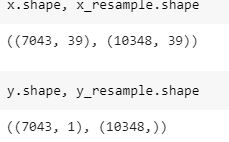 x.shape, x_resample.shape
((7043, 39), (10348, 39))
y.shape, y_resample.shape
((7043, 1), (10348,))